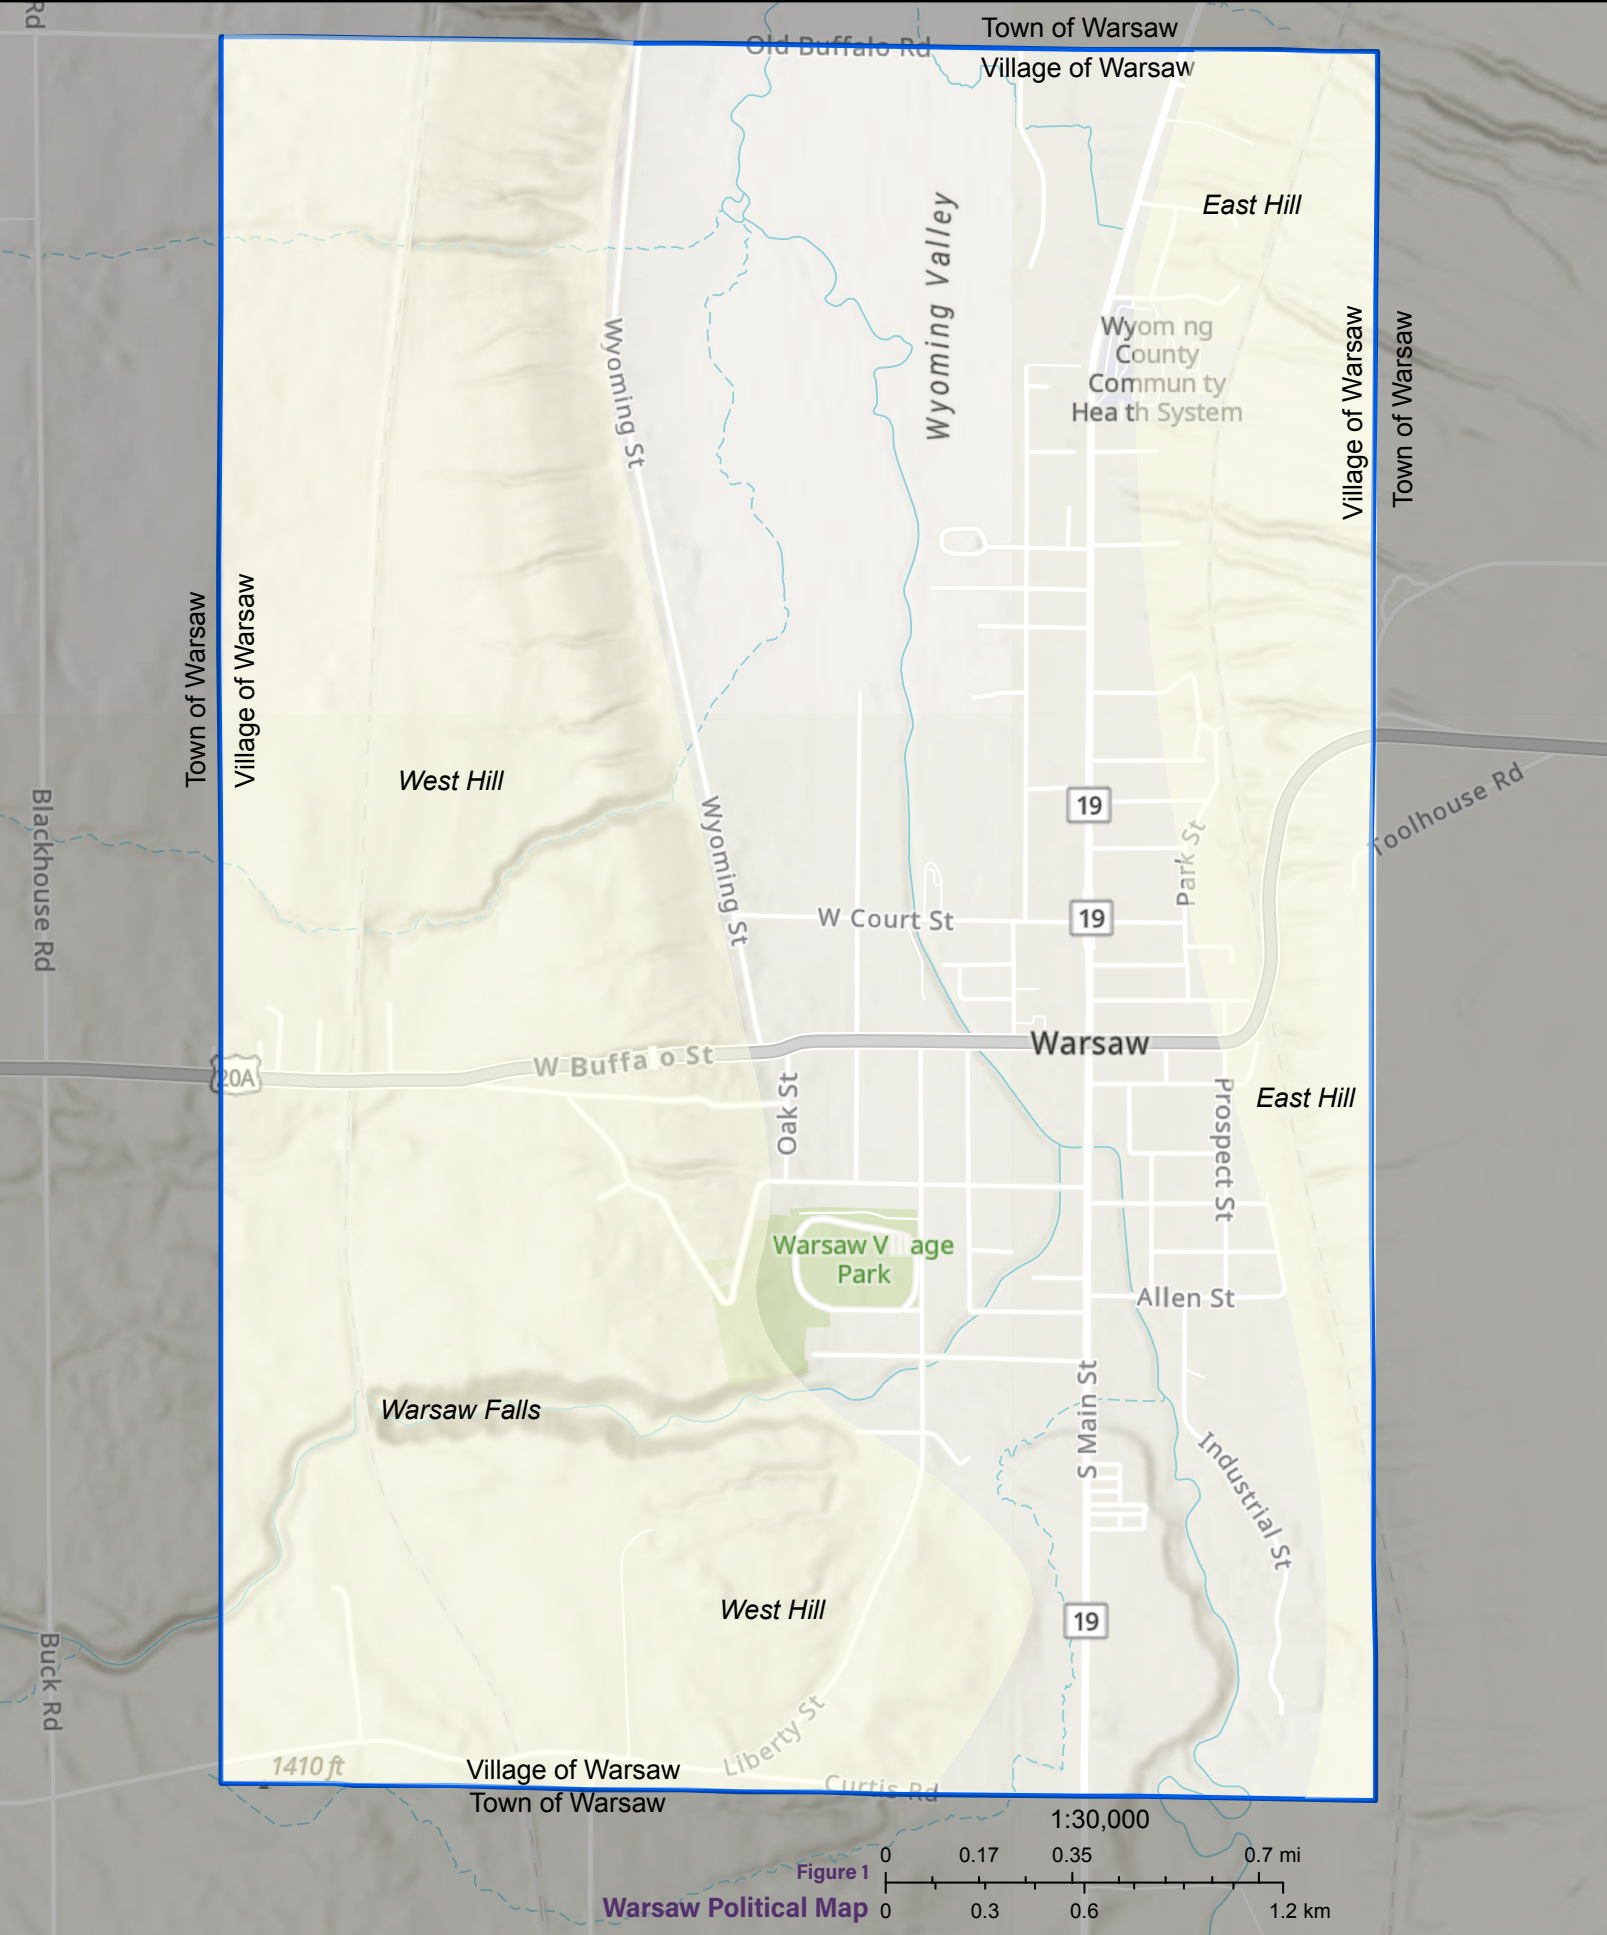 Rd
Town of Warsaw
Old Buffalo Rd
Village of Warsaw
East Hill
Wyoming Valley
Wyoming St
Wyom ng
County
Commun ty
Hea th System
Village of Warsaw
Town of Warsaw
Town of Warsaw
Village of Warsaw
West Hill
19
Toolhouse Rd
Blackhouse Rd
Wyoming St
Park St
W Court St
19
Warsaw
W Buffa o St
20A
Oak St
Prospect St
East Hill
Warsaw V age
Park
Allen St
Warsaw Falls
S Main St
Industrial St
West Hill
19
Buck Rd
Liberty St
1410 ft
Village of Warsaw
Curtis Rd
Town of Warsaw
1:30,000
0 0.17 0.35 0.7 mi
Figure 1
Warsaw Political Map
0 0.3 0.6 1.2 km